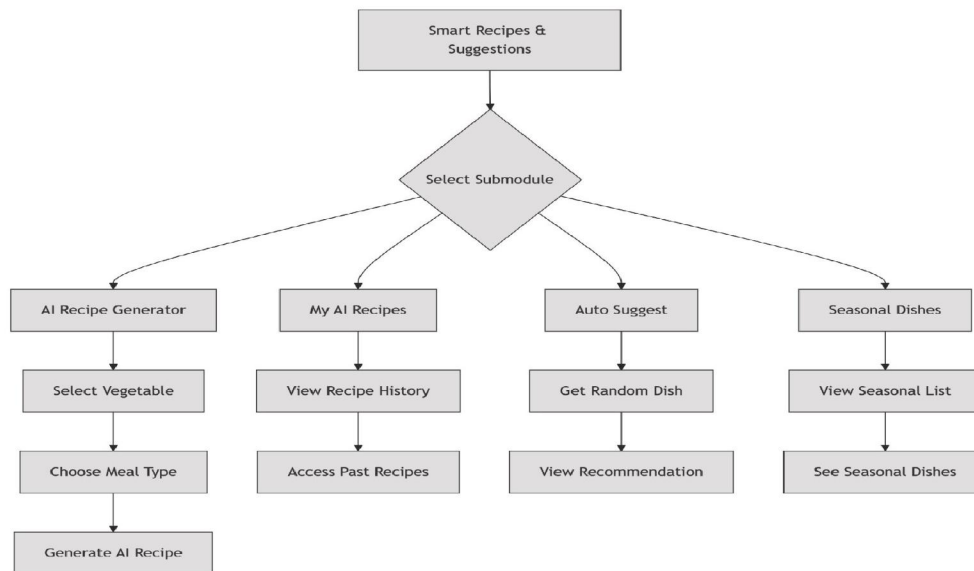 Smart Recipes &
Suggestions
Select Submodule
AI Recipe Generator
My AI Recipes
Auto Suggest
Seasonal Dishes
Select Vegetable
View Recipe History
Get Random Dish
View Seasonal List
Choose Meal Type
Access Past Recipes
View Recommendation
See Seasonal Dishes
Generate AI Recipe